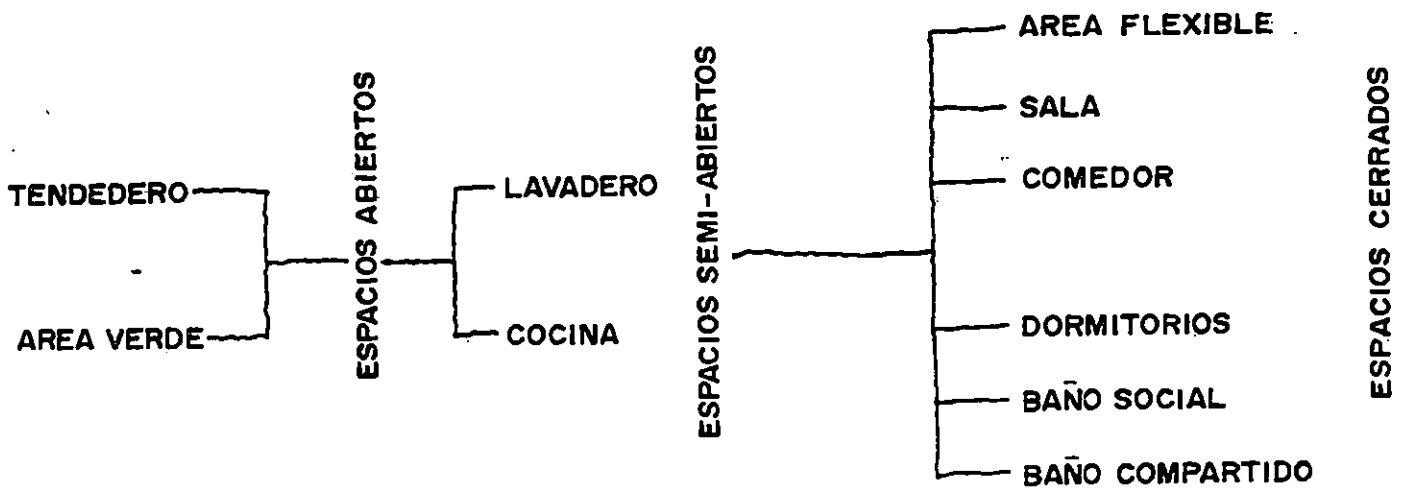 TENDEDERO
AREA VERDE
ESPACIOS ABIERTOS
LAVADERO
COCINA
ESPACIOS SEMI-ABIERTOS
AREA FLEXIBLE
SALA
COMEDOR
DORMITORIOS
BAÑO SOCIAL
BAÑO COMPARTIDO
ESPACIOS CERRADOS